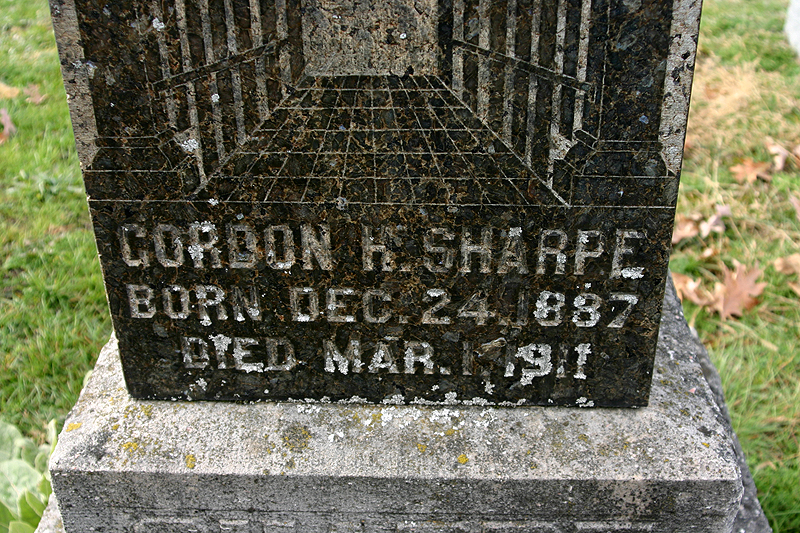 GORDON H. SHARPE
BORN DEC 24 1887
DIED MAR. 1 1911